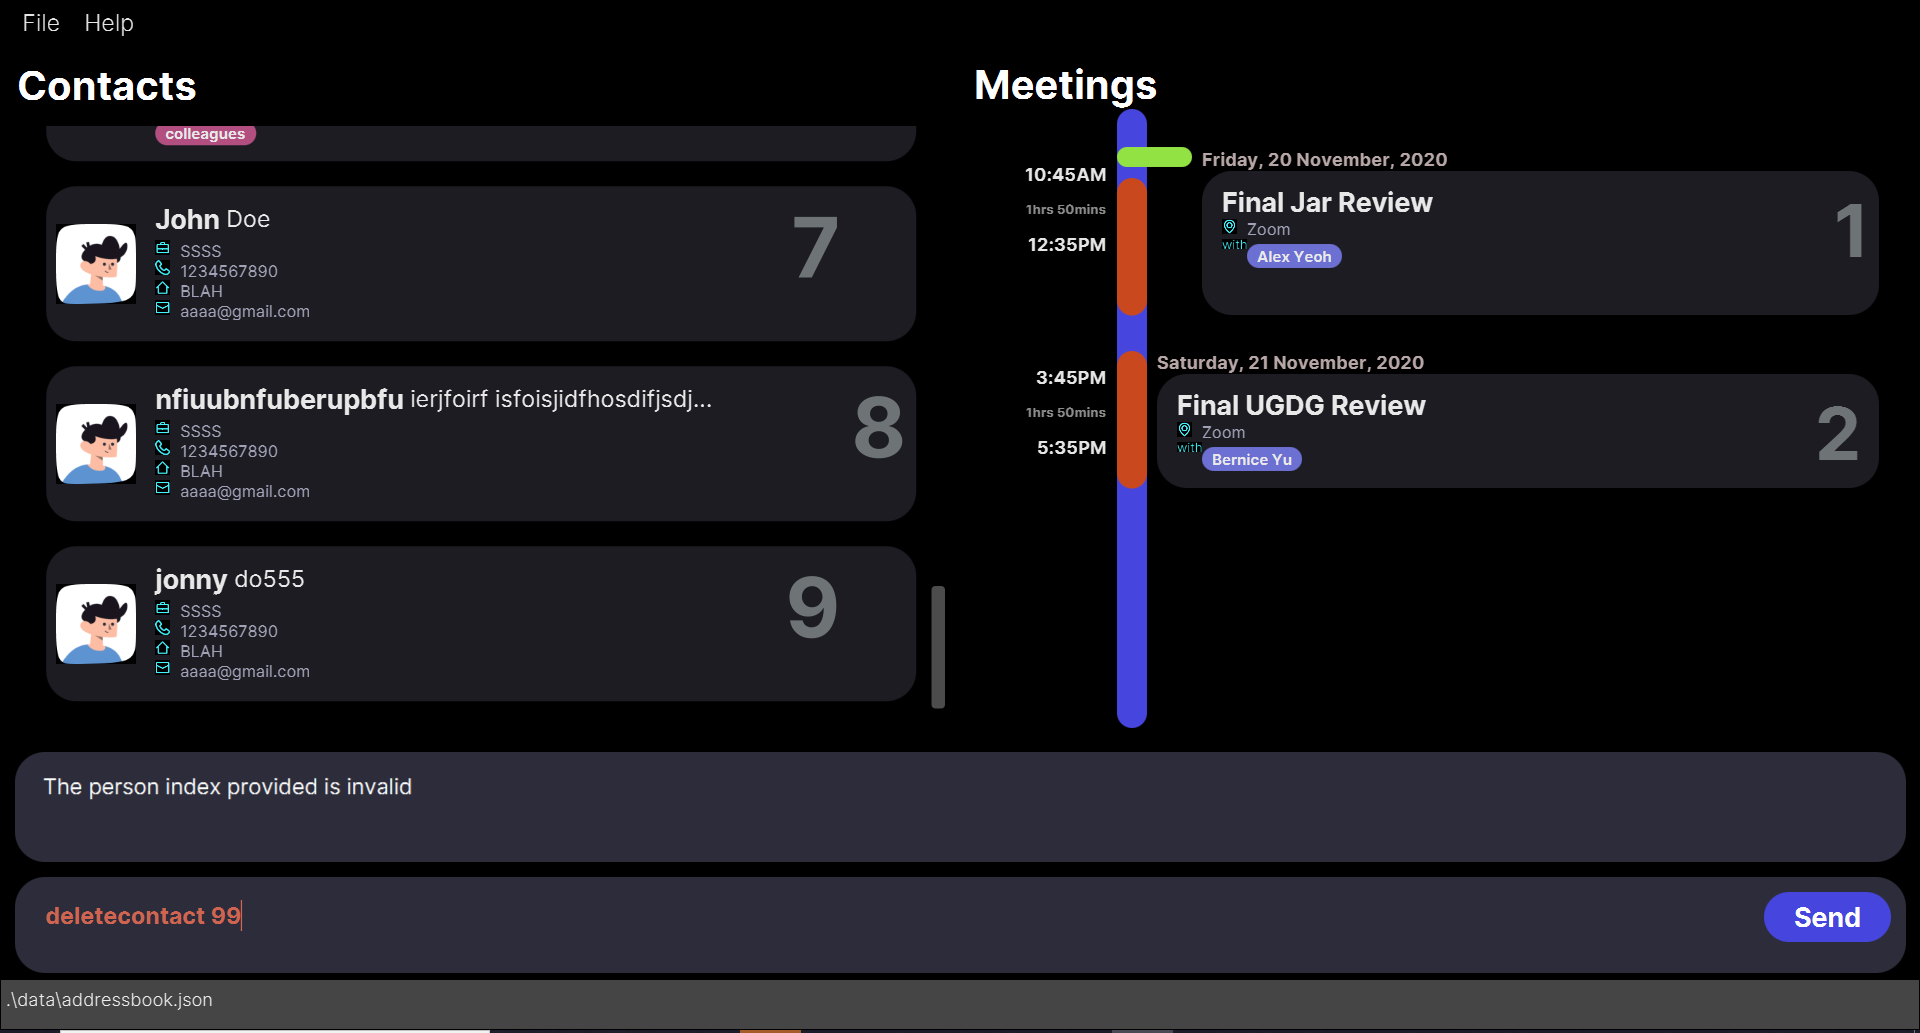 File Help
Contacts
colleagues
John Doe
7
SSSS
1234567890
BLAH
aaaa@gmail.com
nfiuubnfuberupbfu ierjfoirf isfoisjidfhosdifjsdj...
8
SSSS
1234567890
BLAH
aaaa@gmail.com
jonny do555
9
SSSS
1234567890
BLAH
aaaa@gmail.com
Meetings
Friday, 20 November, 2020
10:45AM
1hrs 50mins
12:35PM
Final Jar Review
1
Zoom
with Alex Yeoh
Saturday, 21 November, 2020
3:45PM
1hrs 50mins
5:35PM
Final UGDG Review
2
Zoom
with Bernice Yu
The person index provided is invalid
deletecontact 99
Send
.\data\addressbook.json